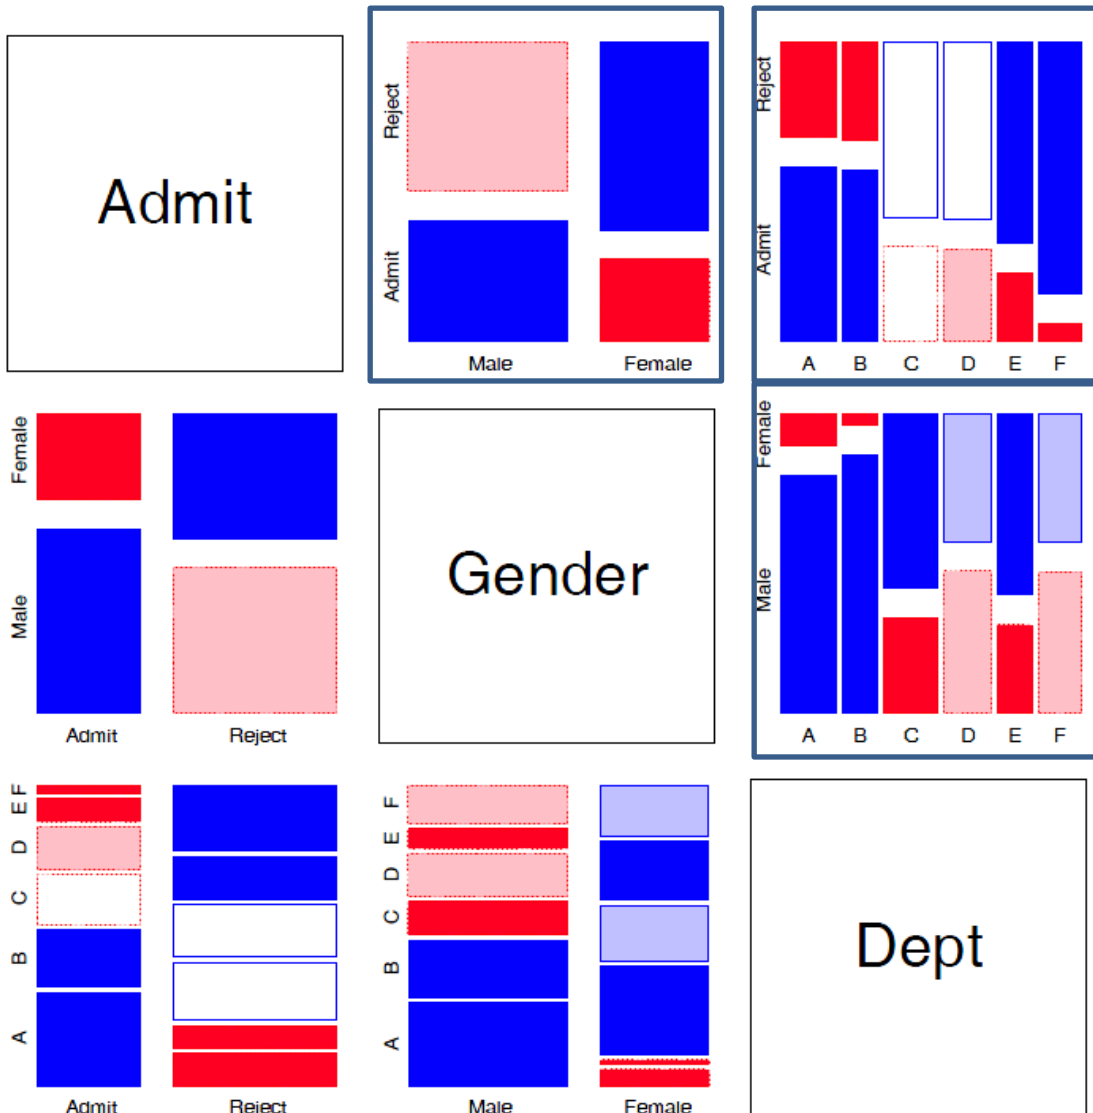 Admit
Reject
Admit
Male Female
Reject
Admit
A B C D E F
Female
Male
Admit Reject
Gender
Female
Male
A B C D E F
F
E
D
C
B
A
Admit Reject
F
E
D
C
B
A
Male Female
Dept